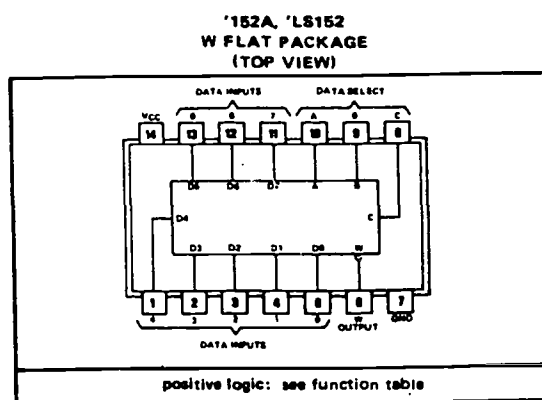 '152A, 'LS152
W FLAT PACKAGE
(TOP VIEW)
DATA INPUTS DATA SELECT
VCC 5 6 7 A B C
14 13 12 11 10 9 8
D5 D6 D7 A B
D4 C
D3 D2 D1 D0 W
1 2 3 4 5 6 7
4 3 2 1 0 W GND
DATA INPUTS OUTPUT
positive logic: see function table